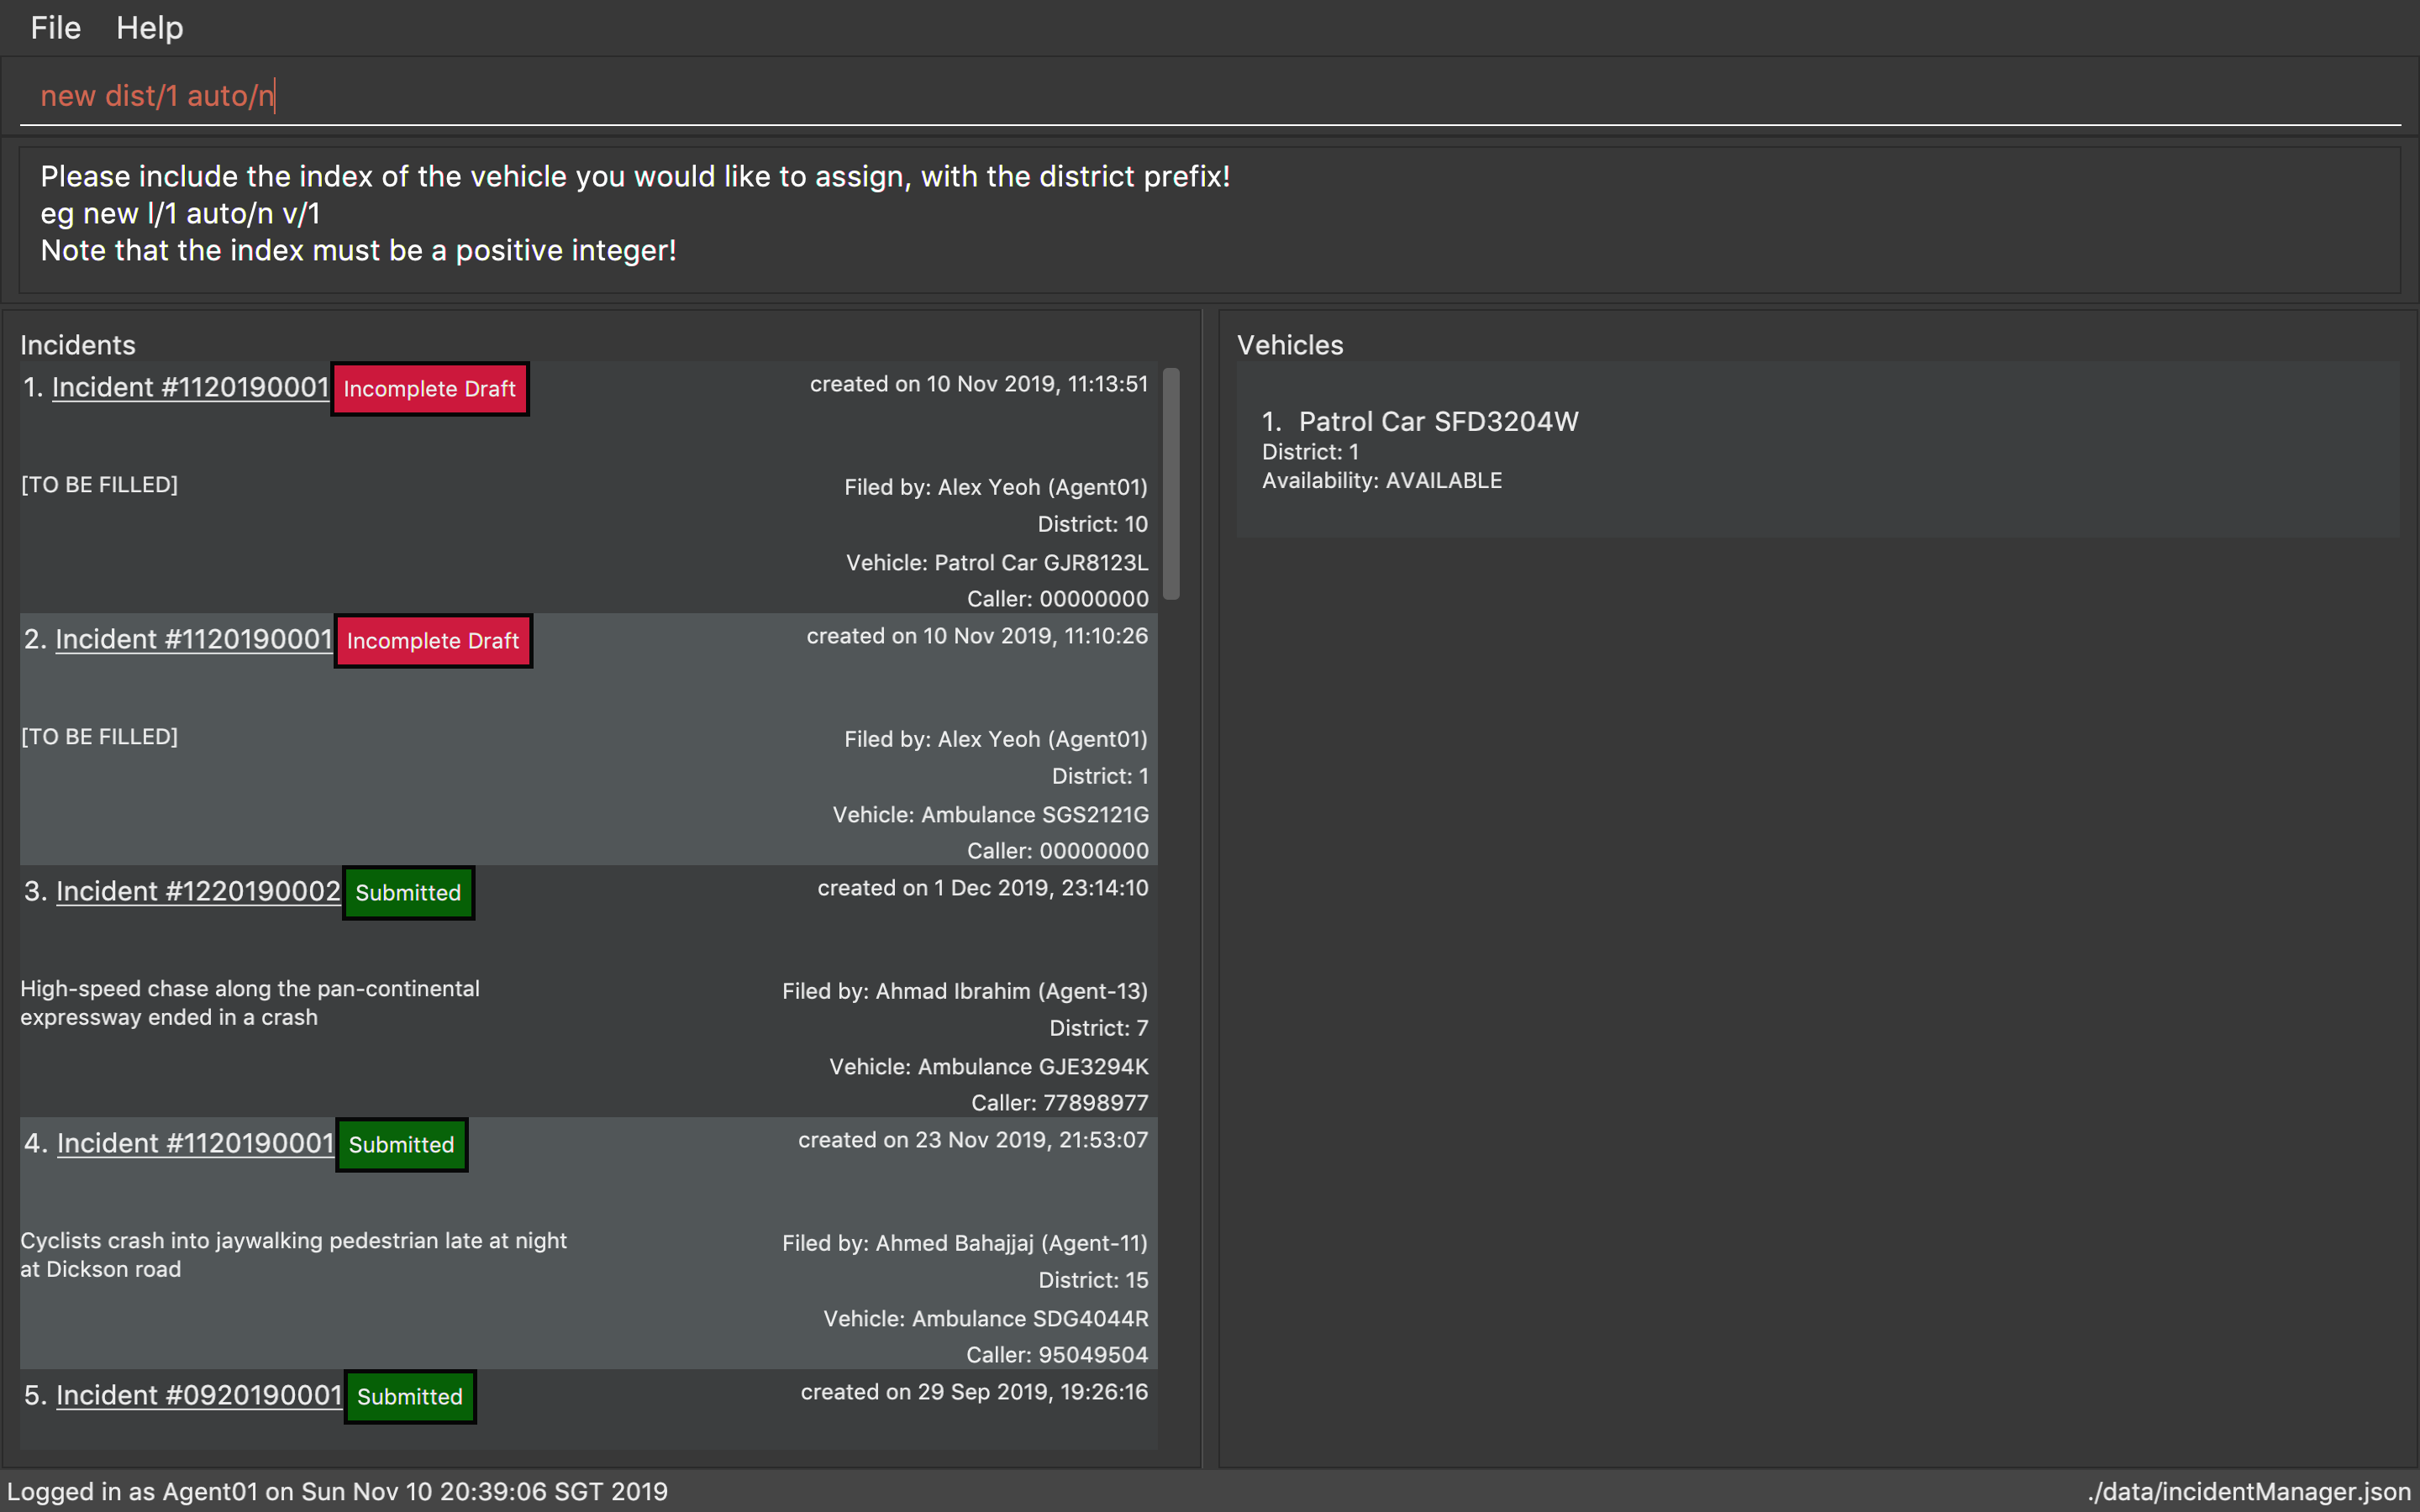 File Help
new dist/1 auto/n
Please include the index of the vehicle you would like to assign, with the district prefix!
eg new l/1 auto/n v/1
Note that the index must be a positive integer!
Incidents
1. Incident #1120190001 Incomplete Draft created on 10 Nov 2019, 11:13:51
[TO BE FILLED] Filed by: Alex Yeoh (Agent01)
District: 10
Vehicle: Patrol Car GJR8123L
Caller: 00000000
2. Incident #1120190001 Incomplete Draft created on 10 Nov 2019, 11:10:26
[TO BE FILLED] Filed by: Alex Yeoh (Agent01)
District: 1
Vehicle: Ambulance SGS2121G
Caller: 00000000
3. Incident #1220190002 Submitted created on 1 Dec 2019, 23:14:10
High-speed chase along the pan-continental
expressway ended in a crash
Filed by: Ahmad Ibrahim (Agent-13)
District: 7
Vehicle: Ambulance GJE3294K
Caller: 77898977
4. Incident #1120190001 Submitted created on 23 Nov 2019, 21:53:07
Cyclists crash into jaywalking pedestrian late at night
at Dickson road
Filed by: Ahmed Bahajjaj (Agent-11)
District: 15
Vehicle: Ambulance SDG4044R
Caller: 95049504
5. Incident #0920190001 Submitted created on 29 Sep 2019, 19:26:16
Vehicles
1. Patrol Car SFD3204W
District: 1
Availability: AVAILABLE
Logged in as Agent01 on Sun Nov 10 20:39:06 SGT 2019
./data/incidentManager.json